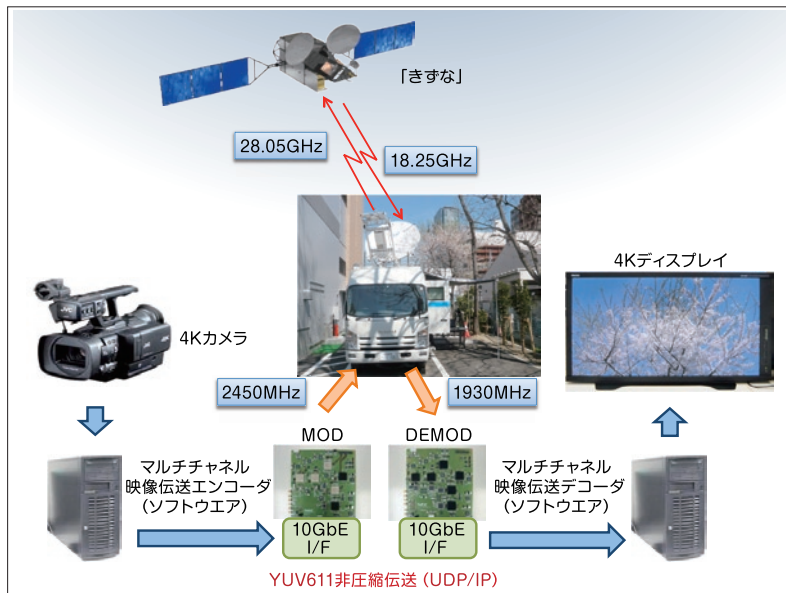 「きずな」
28.05GHz
18.25GHz
4Kカメラ
4Kディスプレイ
2450MHz
1930MHz
MOD
DEMOD
マルチチャネル
映像伝送エンコーダ
(ソフトウエア)
10GbE
I/F
10GbE
I/F
マルチチャネル
映像伝送デコーダ
(ソフトウエア)
YUV611非圧縮伝送(UDP/IP)